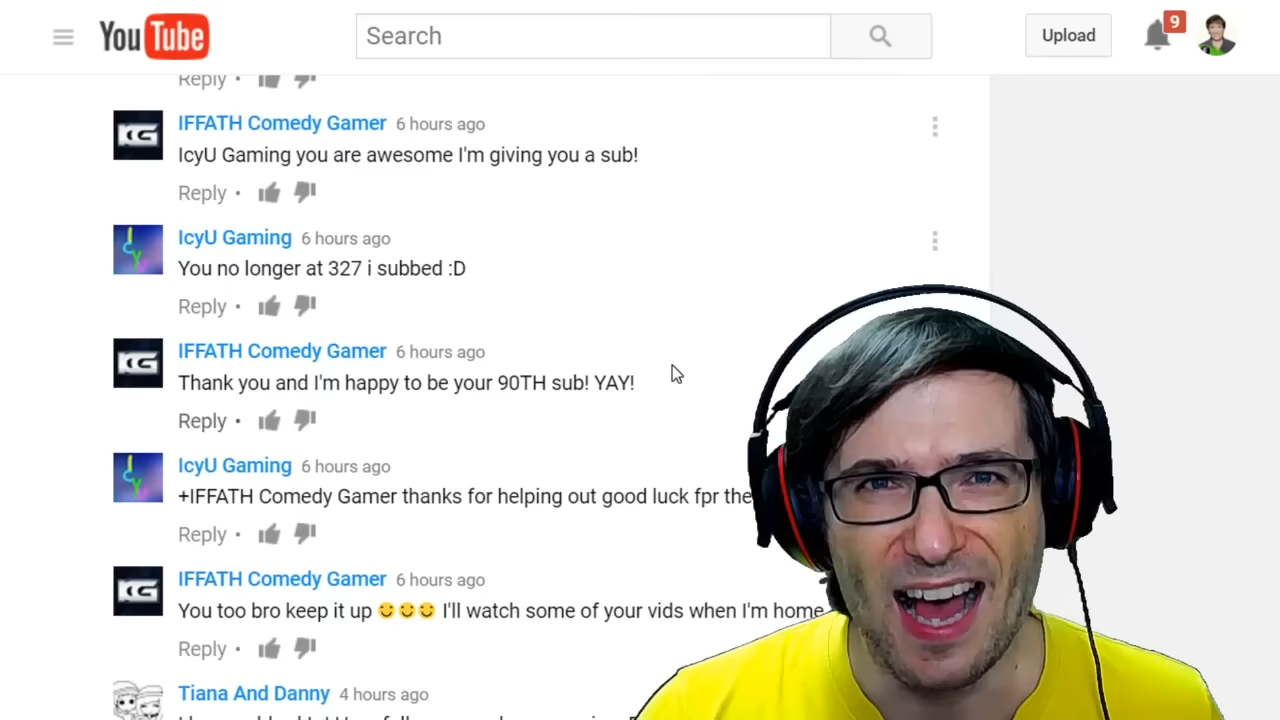 YouTube
Search
Upload
9
Reply •
IFFATH Comedy Gamer 6 hours ago
IcyU Gaming you are awesome I'm giving you a sub!
Reply •
IcyU Gaming 6 hours ago
You no longer at 327 i subbed :D
Reply •
IFFATH Comedy Gamer 6 hours ago
Thank you and I'm happy to be your 90TH sub! YAY!
Reply •
IcyU Gaming 6 hours ago
+IFFATH Comedy Gamer thanks for helping out good luck fpr the
Reply •
IFFATH Comedy Gamer 6 hours ago
You too bro keep it up 😊😊😊 I'll watch some of your vids when I'm home
Reply •
Tiana And Danny 4 hours ago